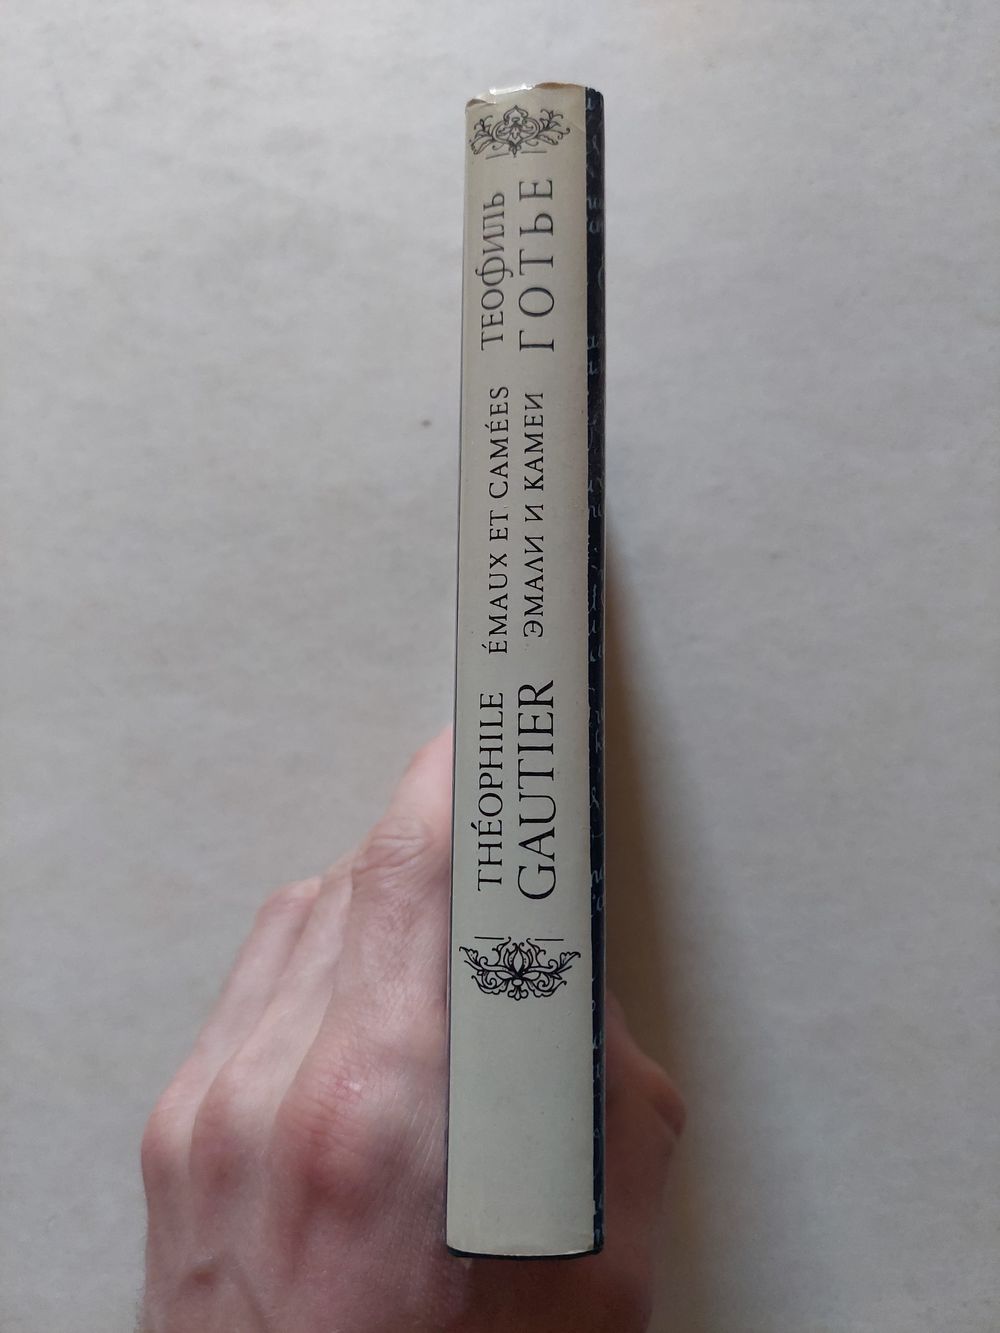 THÉOPHILE
GAUTIER
ÉMAUX ET CAMÉES
ЭМАЛИ И КАМЕИ
ТЕОФИЛЬ
ГОТЬЕ